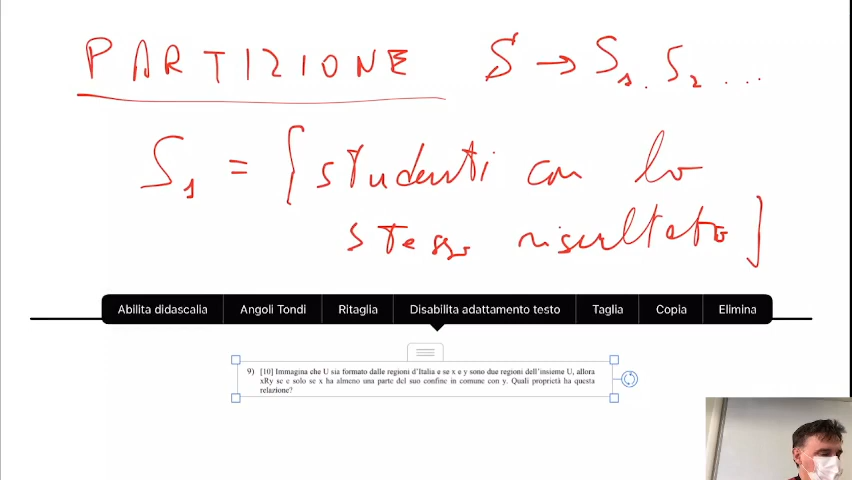 PARTIZIONE S → S1, S2 ...
S1 = { studenti con lo
stesso risultato }
Abilita didascalia Angoli Tondi Ritaglia Disabilita adattamento testo Taglia Copia Elimina
9) [10] Immagina che U sia formato dalle regioni d'Italia e se x e y sono due regioni dell'insieme U, allora
xRy se e solo se x ha almeno una parte del suo confine in comune con y. Quali proprietà ha questa
relazione?